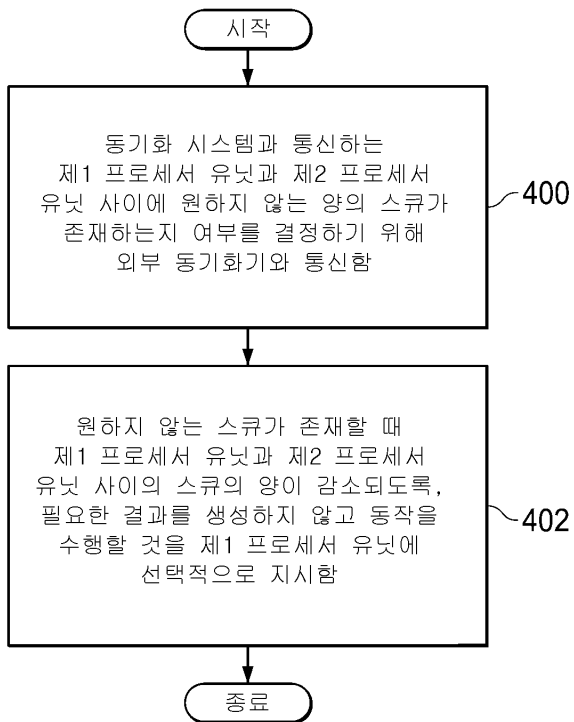 시작
동기화 시스템과 통신하는
제1 프로세서 유닛과 제2 프로세서
유닛 사이에 원하지 않는 양의 스큐가
존재하는지 여부를 결정하기 위해
외부 동기화기와 통신함
400
원하지 않는 스큐가 존재할 때
제1 프로세서 유닛과 제2 프로세서
유닛 사이의 스큐의 양이 감소되도록,
필요한 결과를 생성하지 않고 동작을
수행할 것을 제1 프로세서 유닛에
선택적으로 지시함
402
종료